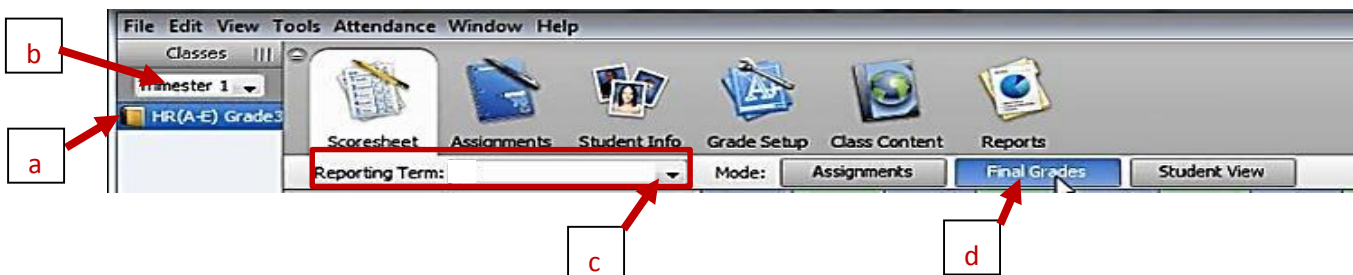 File Edit View Tools Attendance Window Help
Classes
b
Trimester 1
HR(A-E) Grade3
a
Scoresheet Assignments Student Info Grade Setup Class Content Reports
Reporting Term: Mode: Assignments Final Grades Student View
c
d